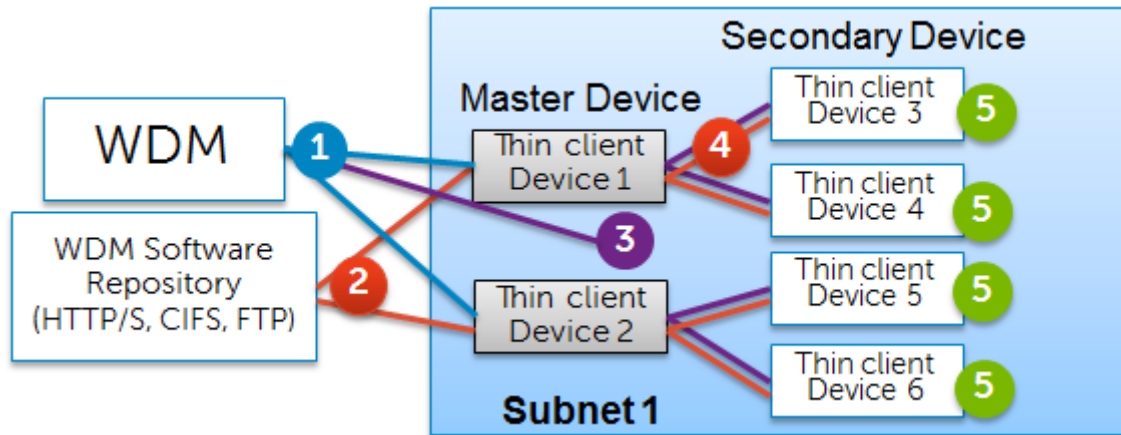 Secondary Device
Master Device
WDM
1
Thin client
Device 1
4
Thin client
Device 3
5
Thin client
Device 4
5
WDM Software
Repository
(HTTP/S, CIFS, FTP)
2
3
Thin client
Device 2
Thin client
Device 5
5
Thin client
Device 6
5
Subnet 1